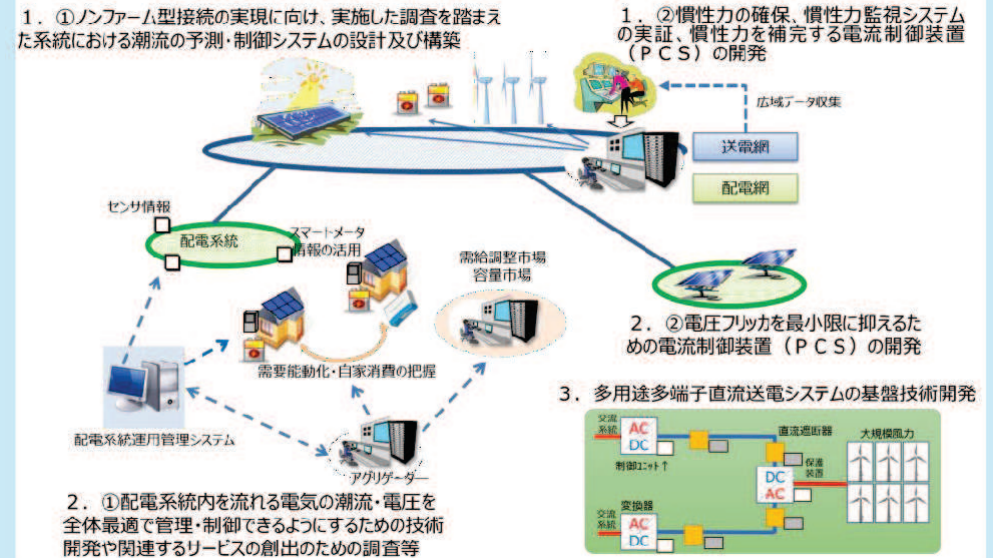 1．①ノンファーム型接続の実現に向け、実施した調査を踏まえ
た系統における潮流の予測・制御システムの設計及び構築
1．②慣性力の確保、慣性力監視システム
の実証、慣性力を補完する電流制御装置
（ＰＣＳ）の開発
広域データ収集
送電網
配電網
センサ情報
配電系統
スマートメータ
情報の活用
需給調整市場
容量市場
需要能動化・自家消費の把握
配電系統運用管理システム
アグリゲーター
2．②電圧フリッカを最小限に抑えるた
めの電流制御装置（ＰＣＳ）の開発
2．①配電系統内を流れる電気の潮流・電圧を
全体最適で管理・制御できるようにするための技術
開発や関連するサービスの創出のための調査等
3．多用途多端子直流送電システムの基盤技術開発
交流
系統
AC
DC
制御ユニット↑
直流遮断器
大規模風力
保護
装置
DC
AC
変換器
交流
系統
AC
DC